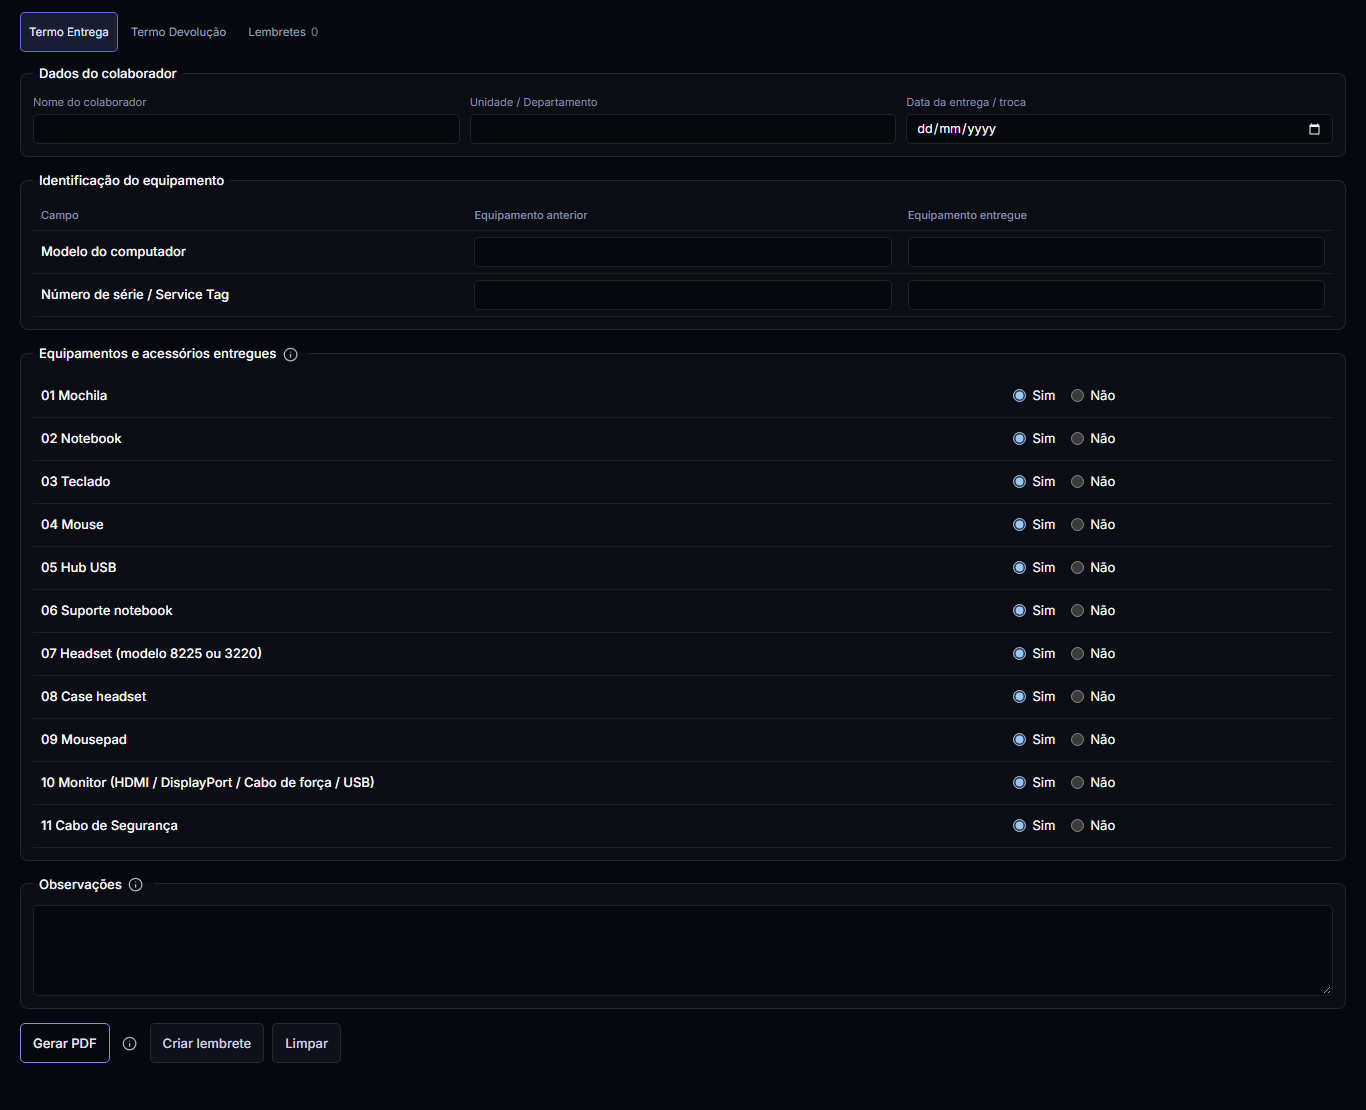 Termo Entrega Termo Devolução Lembretes 0
Dados do colaborador
Nome do colaborador Unidade / Departamento Data da entrega / troca
dd/mm/yyyy
Identificação do equipamento
Campo Equipamento anterior Equipamento entregue
Modelo do computador
Número de série / Service Tag
Equipamentos e acessórios entregues
01 Mochila Sim Não
02 Notebook Sim Não
03 Teclado Sim Não
04 Mouse Sim Não
05 Hub USB Sim Não
06 Suporte notebook Sim Não
07 Headset (modelo 8225 ou 3220) Sim Não
08 Case headset Sim Não
09 Mousepad Sim Não
10 Monitor (HDMI / DisplayPort / Cabo de força / USB) Sim Não
11 Cabo de Segurança Sim Não
Observações
Gerar PDF Criar lembrete Limpar